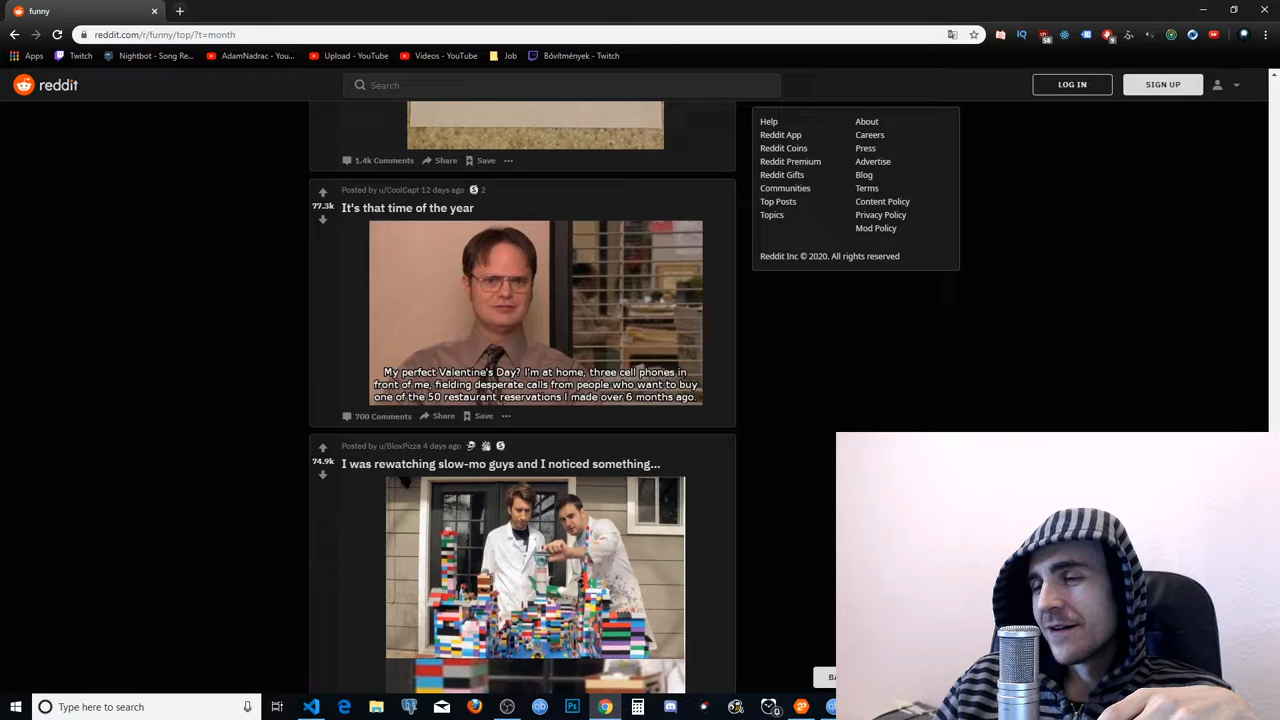 funny
reddit.com/r/funny/top/?t=month
Apps
Twitch
Nightbot - Song Re...
AdamNadrac - You...
Upload - YouTube
Videos - YouTube
Job
Bővítmények - Twitch
reddit
Search
LOG IN
SIGN UP
1.4k Comments
Share
Save
Help
About
Reddit App
Careers
Reddit Coins
Press
Reddit Premium
Advertise
Reddit Gifts
Blog
Communities
Terms
Top Posts
Content Policy
Topics
Privacy Policy
Mod Policy
Reddit Inc © 2020. All rights reserved
Posted by u/CoolCapt 12 days ago
2
77.3k
It's that time of the year
My perfect Valentine's Day? I'm at home, three cell phones in
front of me, fielding desperate calls from people who want to buy
one of the 50 restaurant reservations I made over 6 months ago.
700 Comments
Share
Save
Posted by u/BloxPizza 4 days ago
74.9k
I was rewatching slow-mo guys and I noticed something...
Type here to search